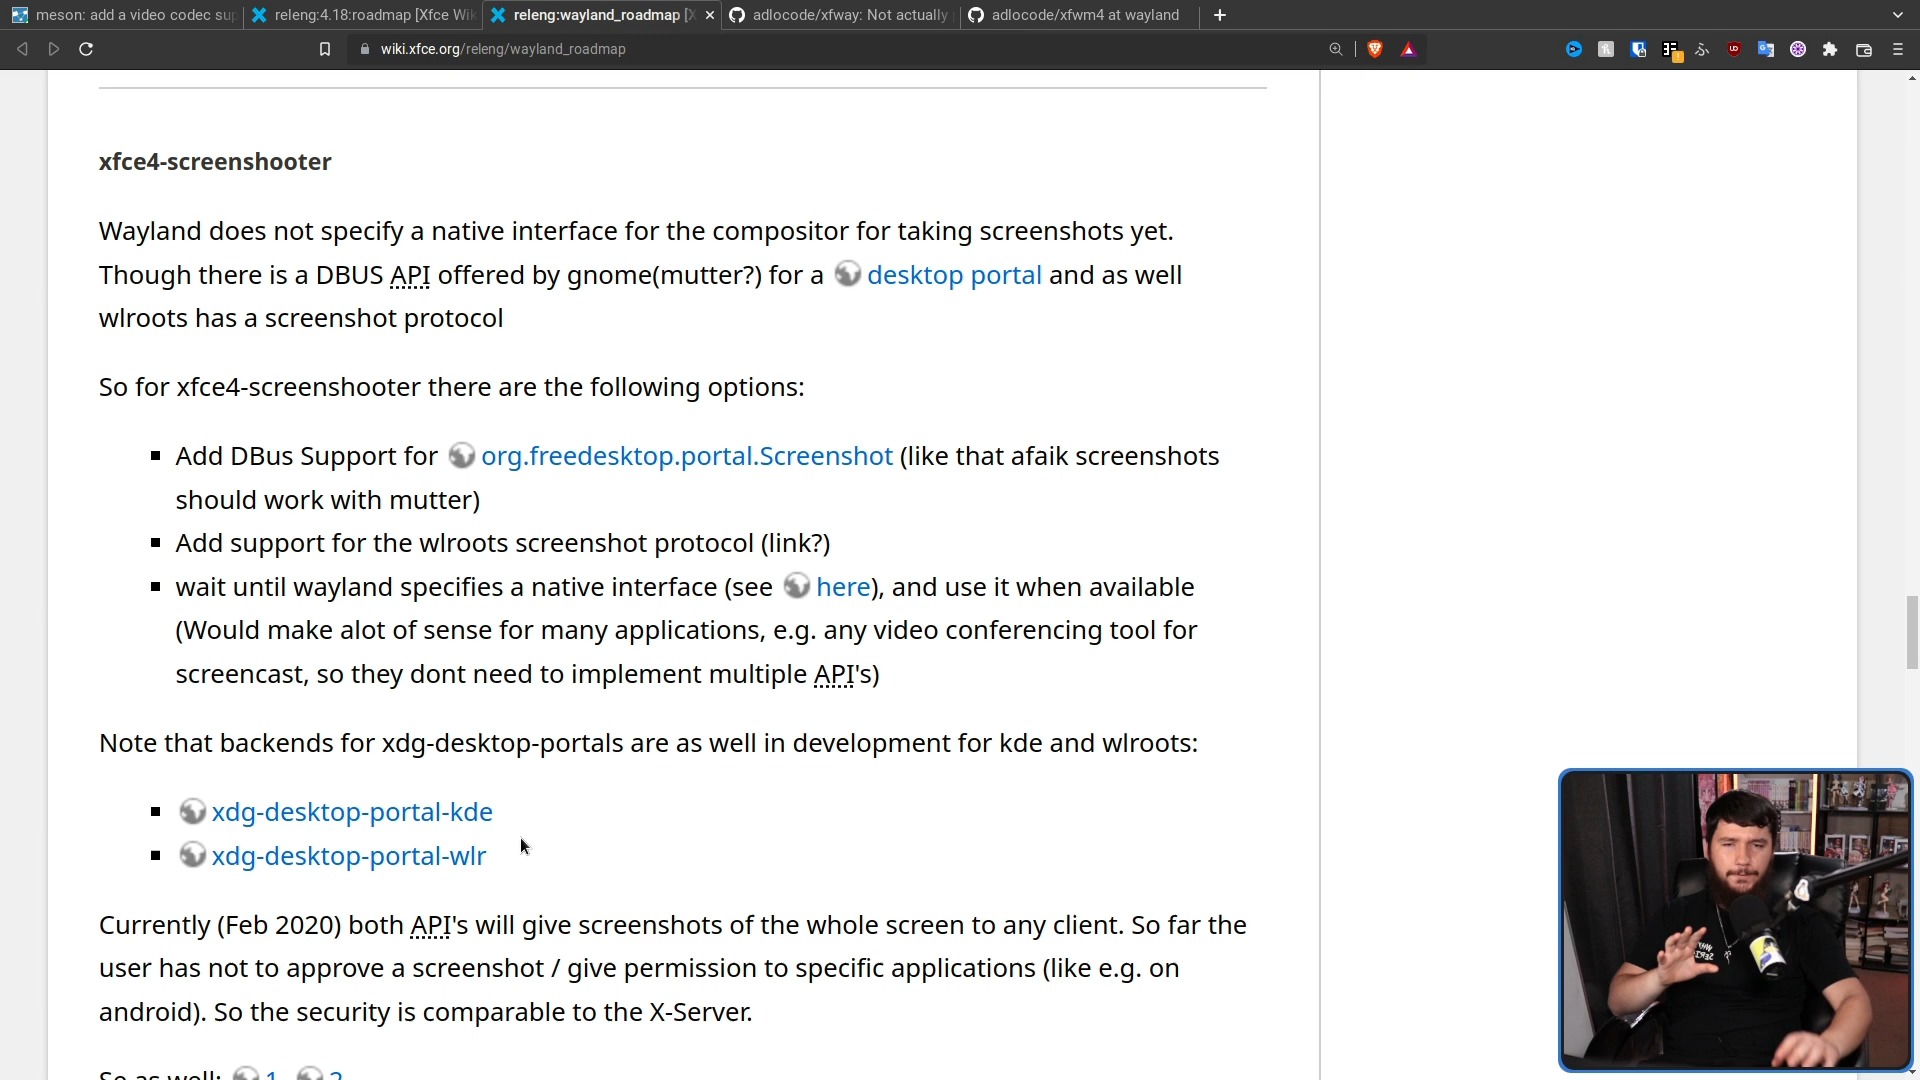 meson: add a video codec sup
releng:4.18:roadmap [Xfce Wik
releng:wayland_roadmap [X
adlocode/xfway: Not actually
adlocode/xfwm4 at wayland
wiki.xfce.org/releng/wayland_roadmap
xfce4-screenshooter
Wayland does not specify a native interface for the compositor for taking screenshots yet.
Though there is a DBUS API offered by gnome(mutter?) for a desktop portal and as well
wlroots has a screenshot protocol
So for xfce4-screenshooter there are the following options:
Add DBus Support for org.freedesktop.portal.Screenshot (like that afaik screenshots
should work with mutter)
Add support for the wlroots screenshot protocol (link?)
wait until wayland specifies a native interface (see here), and use it when available
(Would make alot of sense for many applications, e.g. any video conferencing tool for
screencast, so they dont need to implement multiple API's)
Note that backends for xdg-desktop-portals are as well in development for kde and wlroots:
xdg-desktop-portal-kde
xdg-desktop-portal-wlr
Currently (Feb 2020) both API's will give screenshots of the whole screen to any client. So far the
user has not to approve a screenshot / give permission to specific applications (like e.g. on
android). So the security is comparable to the X-Server.
So as well: 1 2